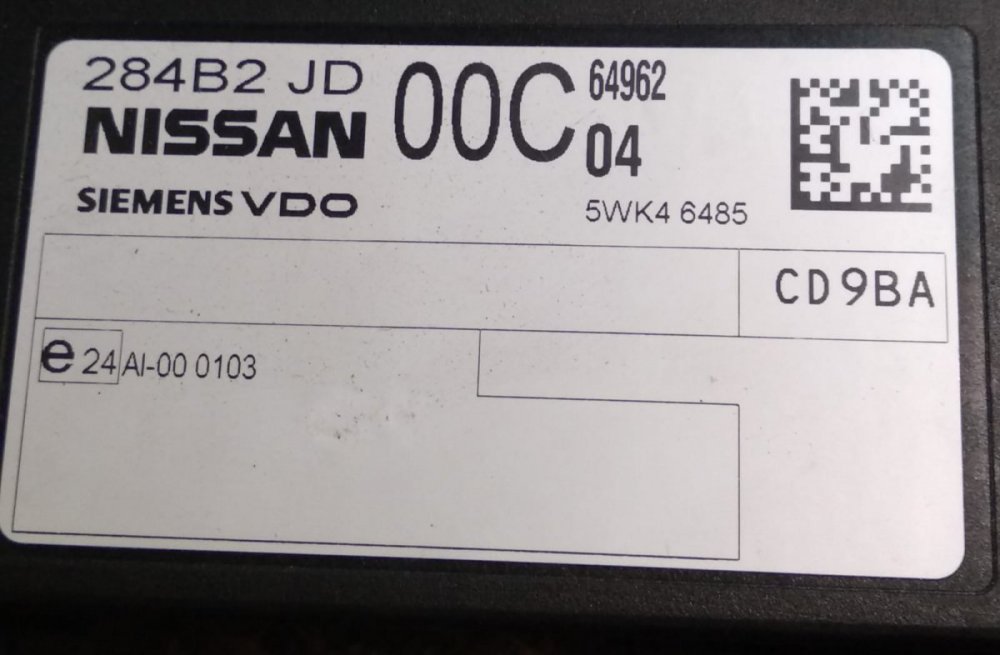 284B2 JD 00C 64962
NISSAN 04
SIEMENS VDO 5WK4 6485
CD9BA
e 24 AI-00 0103